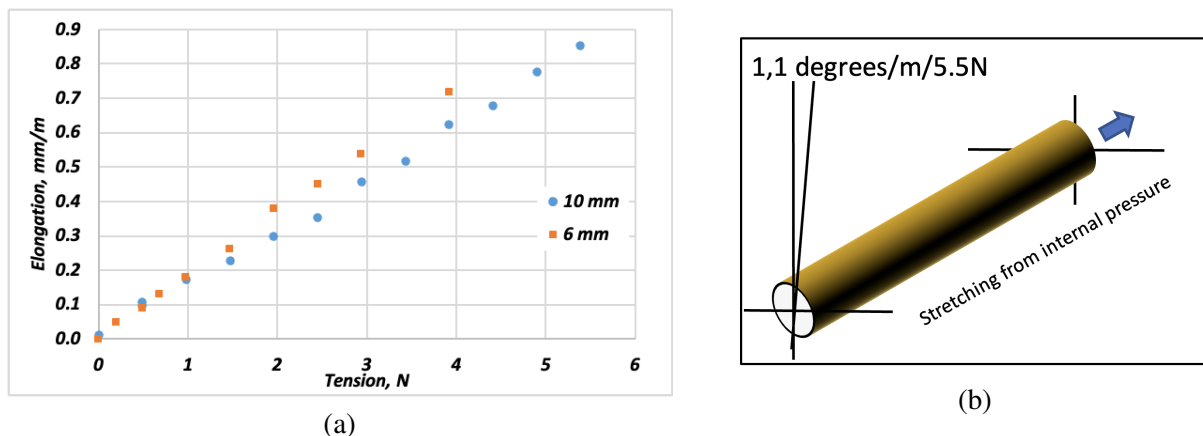 0.9
0.8
0.7
0.6
0.5
0.4
0.3
0.2
0.1
0.0
Elongation, mm/m
0 1 2 3 4 5 6
Tension, N
10 mm
6 mm
(a)
1,1 degrees/m/5.5N
Stretching from internal pressure
(b)